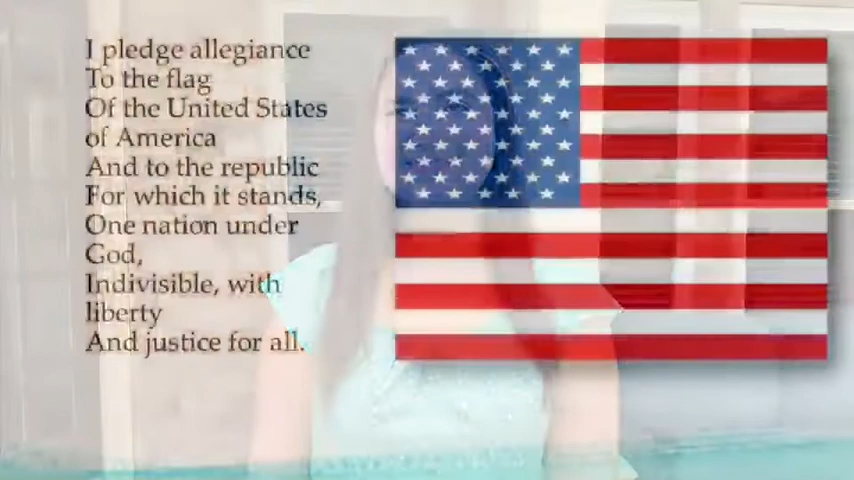 I pledge allegiance
To the flag
Of the United States
of America
And to the republic
For which it stands,
One nation under
God,
Indivisible, with
liberty
And justice for all.